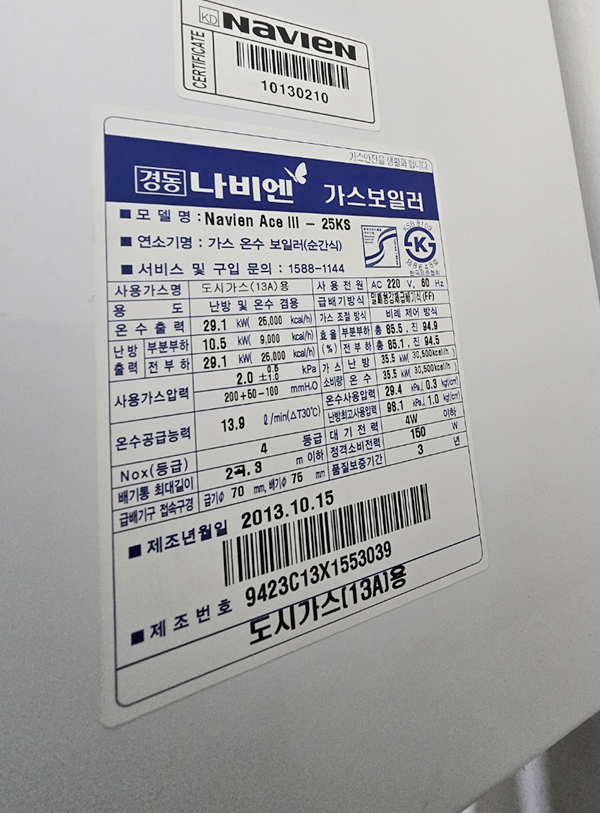 KD NAVIEN
CERTIFICATE
10130210
가스안전을 생활화 합니다
경동 나비엔 가스보일러
■ 모 델 명 : Navien Ace III - 25KS
■ 연소기명 : 가스 온수 보일러(순간식)
■ 서비스 및 구입 문의 : 1588-1144
K
한국표준협회
사용가스명 도시가스(13A)용 사용전원 AC 220 V, 60 Hz
용 도 난방 및 온수 겸용 급배기방식 밀폐형강제급배기식(FF)
온수출력 29.1 kW( 25,000 kcal/h) 가스 조절 방식 비례 제어 방식
난방출력 부분부하 10.5 kW( 9,000 kcal/h) 효율(%) 부분부하 총 85.5, 진 94.9
전부하 29.1 kW( 25,000 kcal/h) 전부하 총 85.1, 진 94.5
사용가스압력 2.0 ±0.5 1.0 kPa 가스소비량 난방 35.5 kW( 30,500kcal/h)
200+50-100 mmH₂O 온수 35.5 kW( 30,500kcal/h)
온수공급능력 13.9 ℓ/min(△T30℃) 온수사용압력 29.4 kPa,( 0.3 kgf/cm²)
난방최고사용압력 98.1 kPa,( 1.0 kgf/cm²)
Nox(등급) 4 등급 대기전력 4W 이하
배기통 최대길이 2곡, 3 m 이하 정격소비전력 150 W
급배기구 접속구경 급기∅ 70 mm, 배기∅ 75 mm 품질보증기간 3 년
■ 제조년월일 2013.10.15
■ 제조번호 9423C13X1553039
도시가스(13A)용